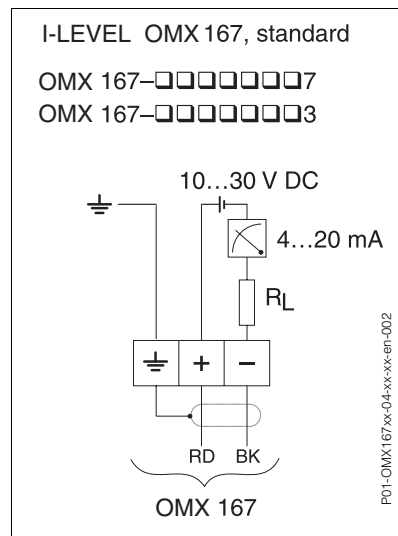 I-LEVEL OMX 167, standard
OMX 167–❑❑❑❑❑❑❑7
OMX 167–❑❑❑❑❑❑❑3
10...30 V DC
4...20 mA
RL
+ –
RD BK
OMX 167
P01-OMX167xx-04-xx-xx-en-002